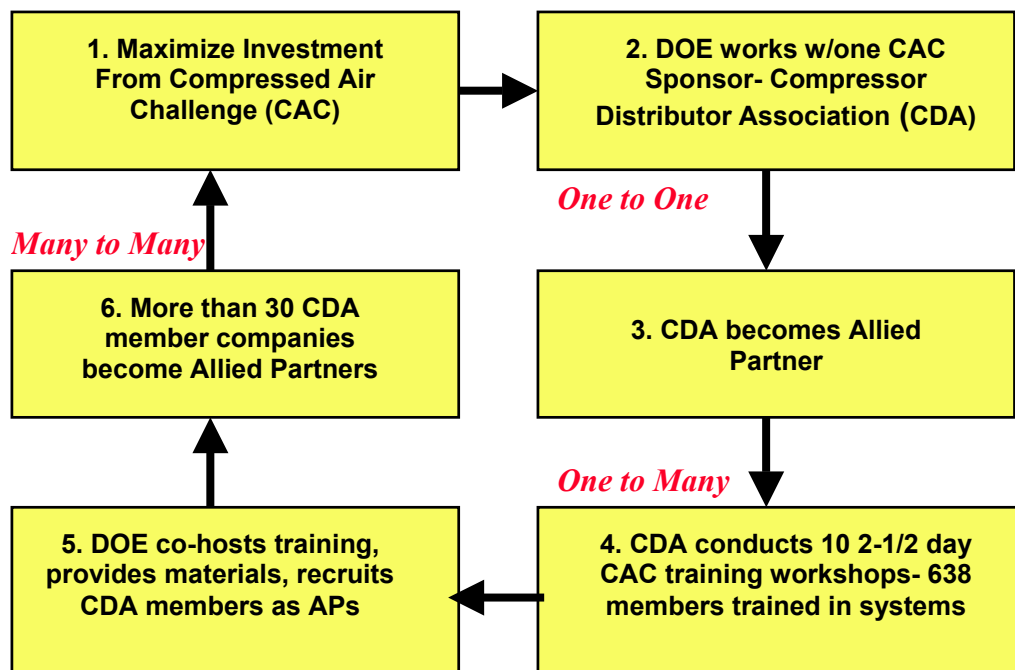 1. Maximize Investment
From Compressed Air
Challenge (CAC)
2. DOE works w/one CAC
Sponsor- Compressor
Distributor Association (CDA)
One to One
Many to Many
6. More than 30 CDA
member companies
become Allied Partners
3. CDA becomes Allied
Partner
One to Many
5. DOE co-hosts training,
provides materials, recruits
CDA members as APs
4. CDA conducts 10 2-1/2 day
CAC training workshops- 638
members trained in systems